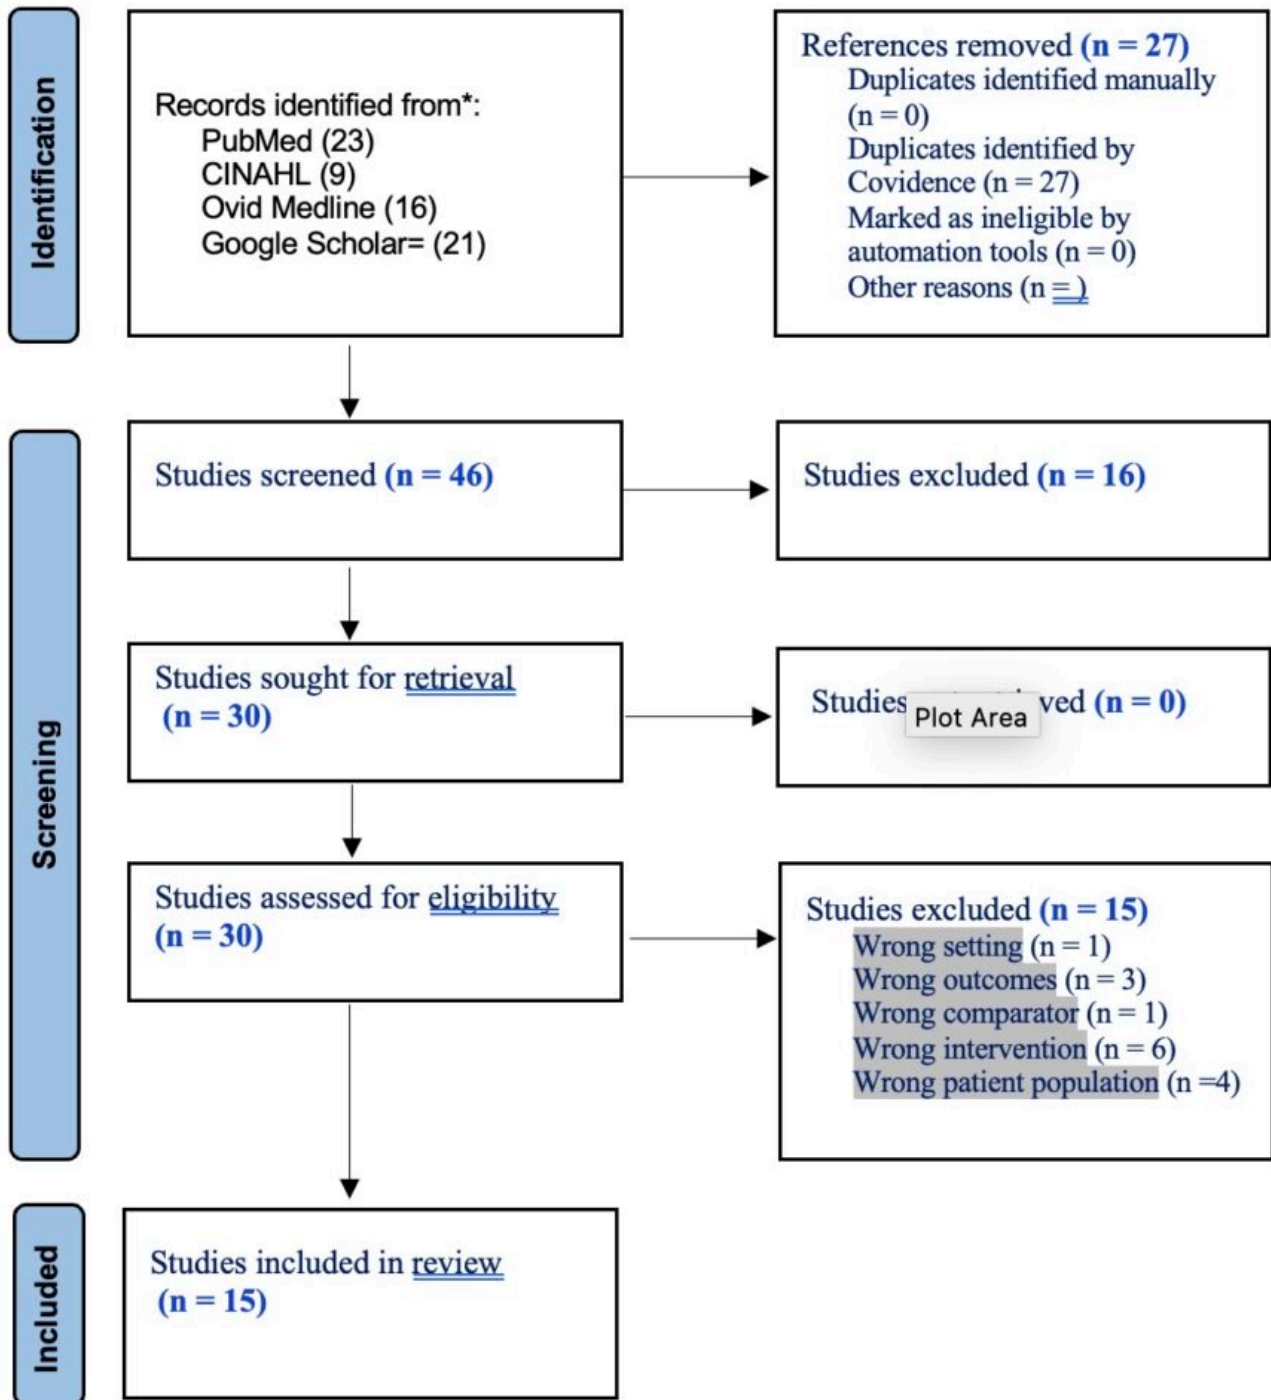 Identification
Records identified from*:
PubMed (23)
CINAHL (9)
Ovid Medline (16)
Google Scholar= (21)
References removed (n = 27)
Duplicates identified manually
(n = 0)
Duplicates identified by
Covidence (n = 27)
Marked as ineligible by
automation tools (n = 0)
Other reasons (n = )
Screening
Studies screened (n = 46)
Studies excluded (n = 16)
Studies sought for retrieval
(n = 30)
Studies (n = 0)
Plot Area
Studies assessed for eligibility
(n = 30)
Studies excluded (n = 15)
Wrong setting (n = 1)
Wrong outcomes (n = 3)
Wrong comparator (n = 1)
Wrong intervention (n = 6)
Wrong patient population (n =4)
Included
Studies included in review
(n = 15)